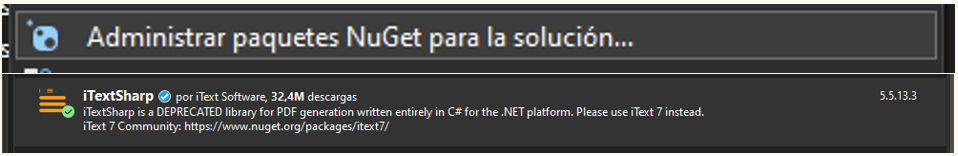 Administrar paquetes NuGet para la solución...
iTextSharp por iText Software, 32,4M descargas 5.5.13.3
iTextSharp is a DEPRECATED library for PDF generation written entirely in C# for the .NET platform. Please use iText 7 instead.
iText 7 Community: https://www.nuget.org/packages/itext7/